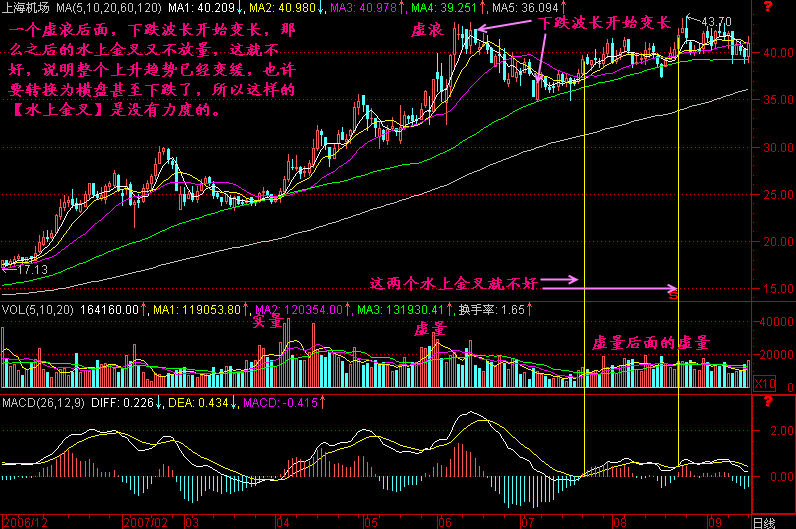 上海机场 MA(5,10,20,60,120) MA1: 40.209↓, MA2: 40.980↓, MA3: 40.978↑, MA4: 39.251↑, MA5: 36.094↑
一个虚浪后面，下跌波长开始变长，那
么之后的水上金叉又不放量，这就不
好，说明整个上升趋势已经变缓，也许
要转换为横盘甚至下跌了，所以这样的
【水上金叉】是没有力度的。
虚浪
下跌波长开始变长
43.70
?
40.00
35.00
30.00
25.00
20.00
15.00
17.13
这两个水上金叉就不好
S
VOL(5,10,20) 164160.00↑, MA1: 119053.80↑, MA2: 120354.00↑, MA3: 131930.41↑, 换手率: 1.65↑
实量
虚量
虚量后面的虚量
40000
20000
0
X10
MACD(26,12,9) DIFF: 0.226↓, DEA: 0.434↓, MACD: -0.415↑
?
2.00
0.00
2006/12 2007/02 03 04 05 06 07 08 09 日线